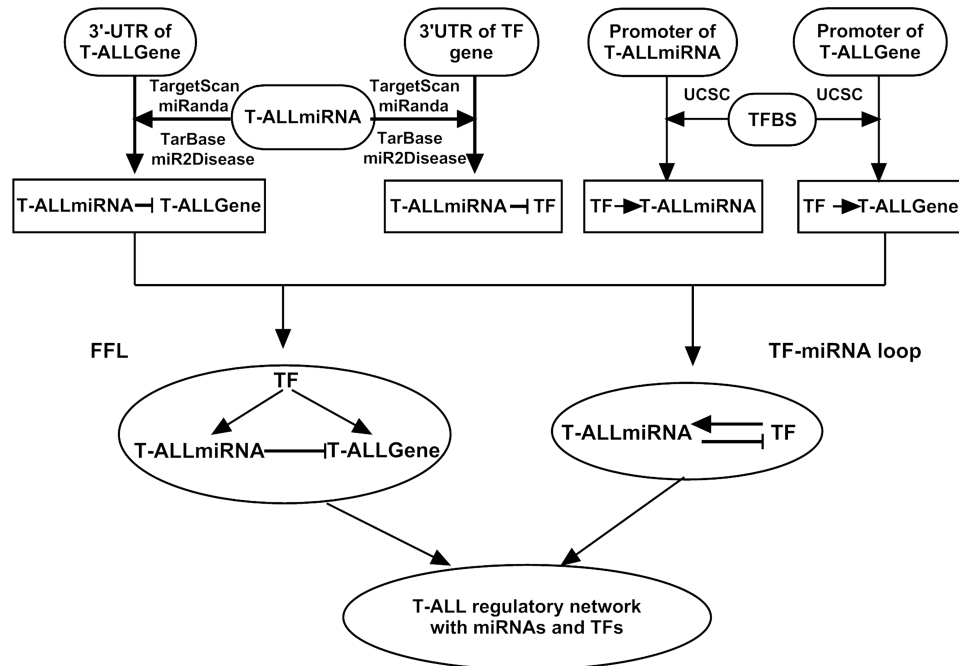 3'-UTR of
T-ALLGene
3'UTR of TF
gene
Promoter of
T-ALLmiRNA
Promoter of
T-ALLGene
TargetScan
miRanda
T-ALLmiRNA
TargetScan
miRanda
TarBase
miR2Disease
TarBase
miR2Disease
UCSC
TFBS
UCSC
T-ALLmiRNA T-ALLGene
T-ALLmiRNA TF
TF T-ALLmiRNA
TF T-ALLGene
FFL
TF-miRNA loop
TF
T-ALLmiRNA T-ALLGene
T-ALLmiRNA TF
T-ALL regulatory network
with miRNAs and TFs